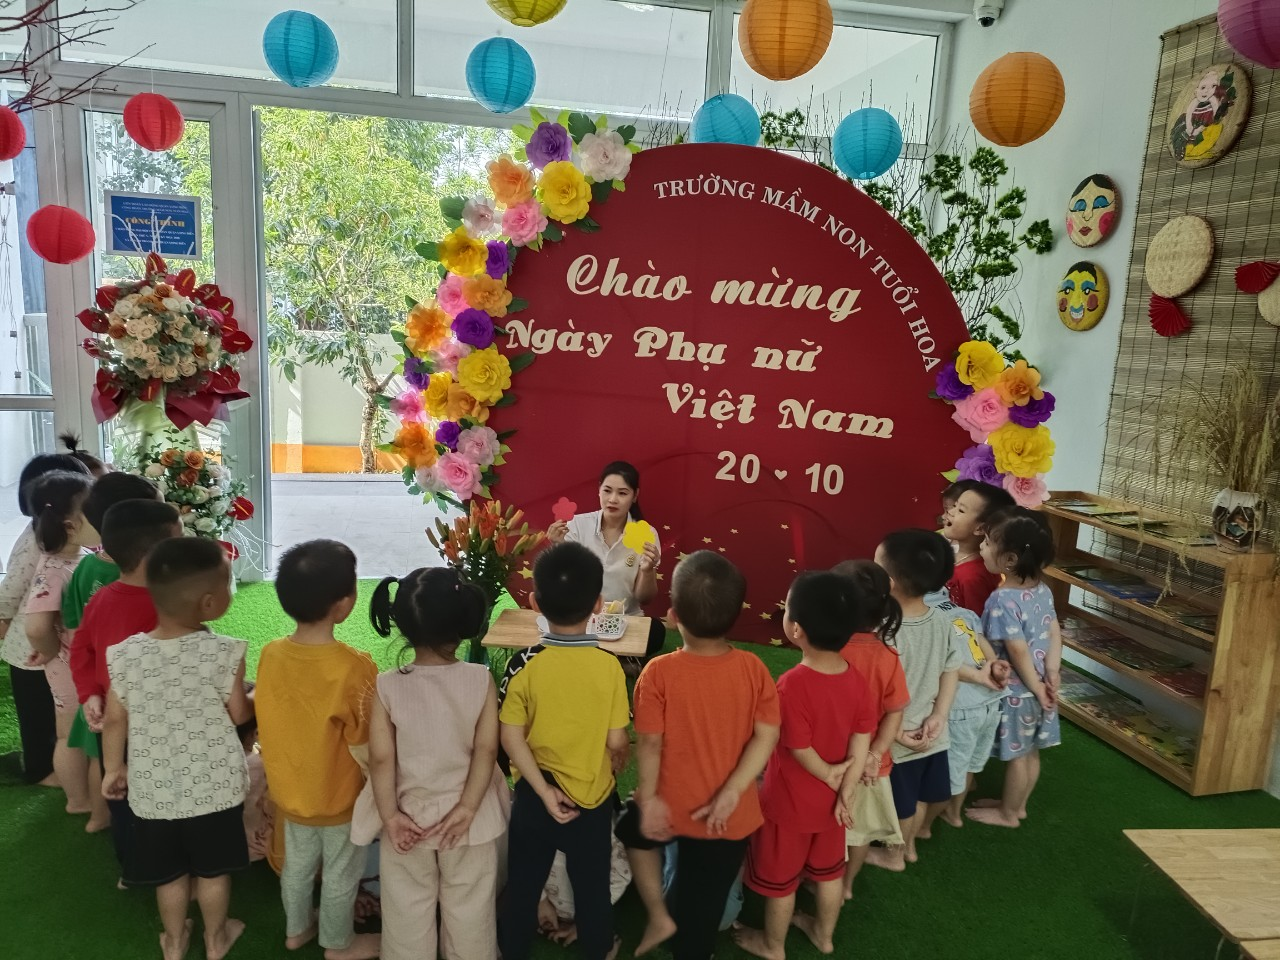 TRƯỜNG MẦM NON TUỔI HOA
Chào mừng
Ngày Phụ nữ
Việt Nam
20 ♥ 10